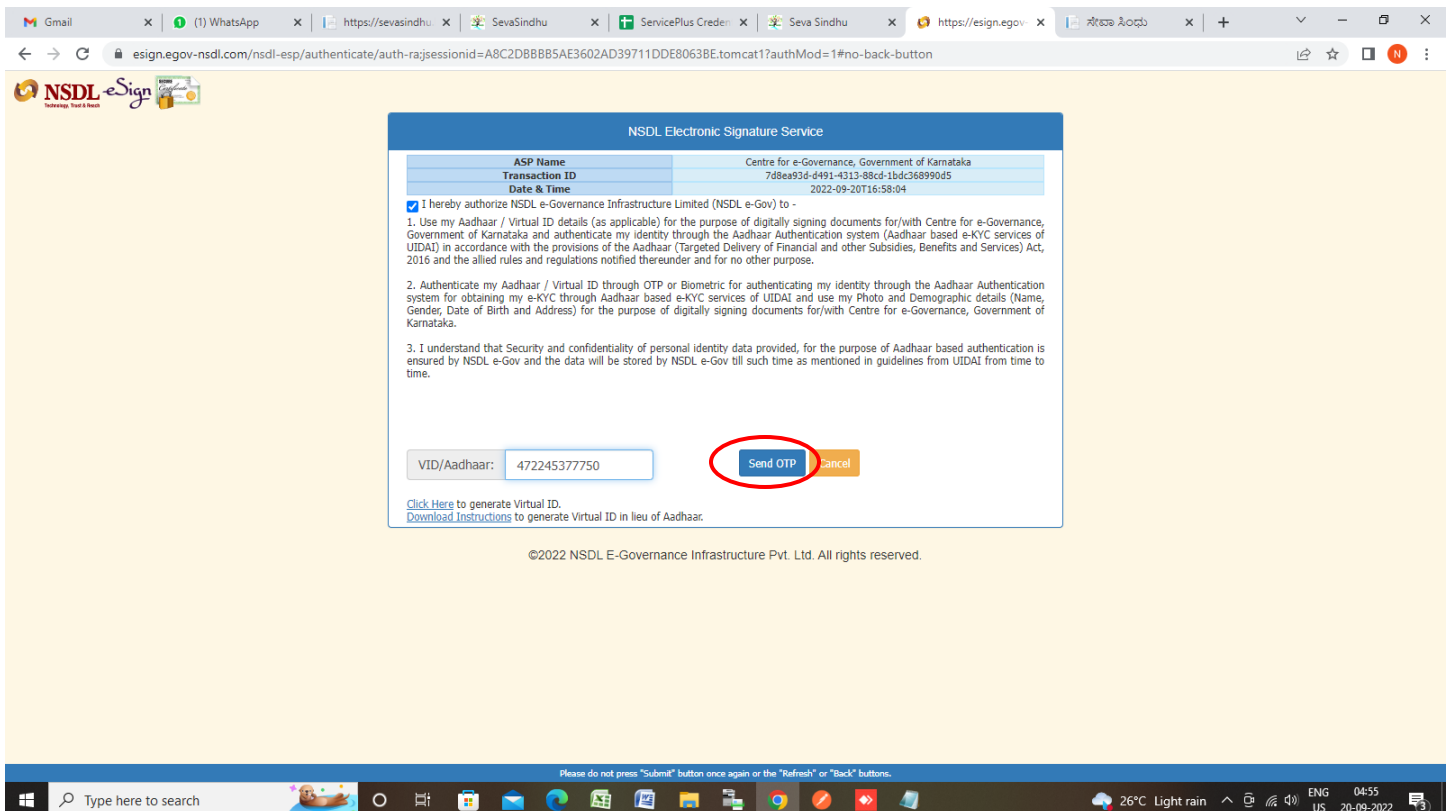 Gmail
(1) WhatsApp
https://sevasindhu.
SevaSindhu
ServicePlus Creden
Seva Sindhu
https://esign.egov-
ಸೇವಾ ಸಿಂಧು
esign.egov-nsdl.com/nsdl-esp/authenticate/auth-ra;jsessionid=A8C2DBBBB5AE3602AD39711DDE8063BE.tomcat1?authMod=1#no-back-button
N
NSDL eSign
Technology, Trust & Reach
NSDL Electronic Signature Service
ASP Name Centre for e-Governance, Government of Karnataka
Transaction ID 7d8ea93d-d491-4313-88cd-1bdc368990d5
Date & Time 2022-09-20T16:58:04
I hereby authorize NSDL e-Governance Infrastructure Limited (NSDL e-Gov) to -
1. Use my Aadhaar / Virtual ID details (as applicable) for the purpose of digitally signing documents for/with Centre for e-Governance,
Government of Karnataka and authenticate my identity through the Aadhaar Authentication system (Aadhaar based e-KYC services of
UIDAI) in accordance with the provisions of the Aadhaar (Targeted Delivery of Financial and other Subsidies, Benefits and Services) Act,
2016 and the allied rules and regulations notified thereunder and for no other purpose.
2. Authenticate my Aadhaar / Virtual ID through OTP or Biometric for authenticating my identity through the Aadhaar Authentication
system for obtaining my e-KYC through Aadhaar based e-KYC services of UIDAI and use my Photo and Demographic details (Name,
Gender, Date of Birth and Address) for the purpose of digitally signing documents for/with Centre for e-Governance, Government of
Karnataka.
3. I understand that Security and confidentiality of personal identity data provided, for the purpose of Aadhaar based authentication is
ensured by NSDL e-Gov and the data will be stored by NSDL e-Gov till such time as mentioned in guidelines from UIDAI from time to
time.
VID/Aadhaar: 472245377750 Send OTP Cancel
Click Here to generate Virtual ID.
Download Instructions to generate Virtual ID in lieu of Aadhaar.
©2022 NSDL E-Governance Infrastructure Pvt. Ltd. All rights reserved.
Please do not press "Submit" button once again or the "Refresh" or "Back" buttons.
Type here to search
26°C Light rain
ENG
US
04:55
20-09-2022
3